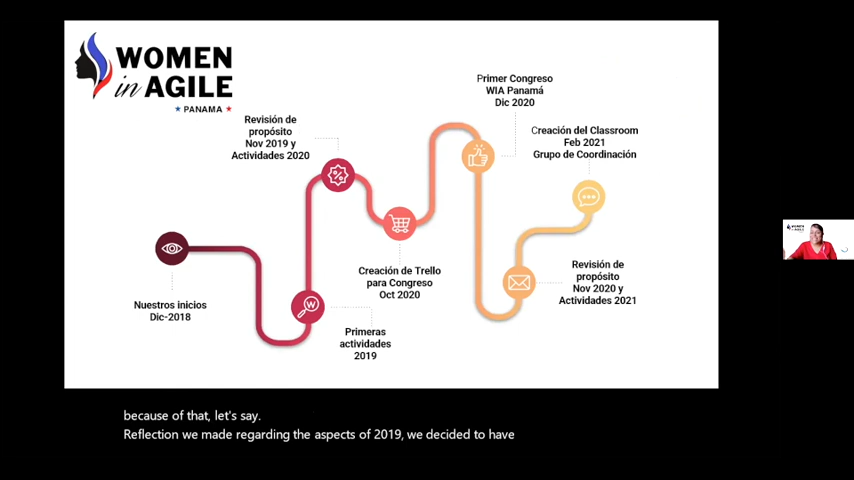 WOMEN
in AGILE
★ PANAMA ★
Primer Congreso
WIA Panamá
Dic 2020
Revisión de
propósito
Nov 2019 y
Actividades 2020
Creación del Classroom
Feb 2021
Grupo de Coordinación
Nuestros inicios
Dic-2018
W
Primeras
actividades
2019
Creación de Trello
para Congreso
Oct 2020
Revisión de
propósito
Nov 2020 y
Actividades 2021
WOMEN
in AGILE
because of that, let's say.
Reflection we made regarding the aspects of 2019, we decided to have